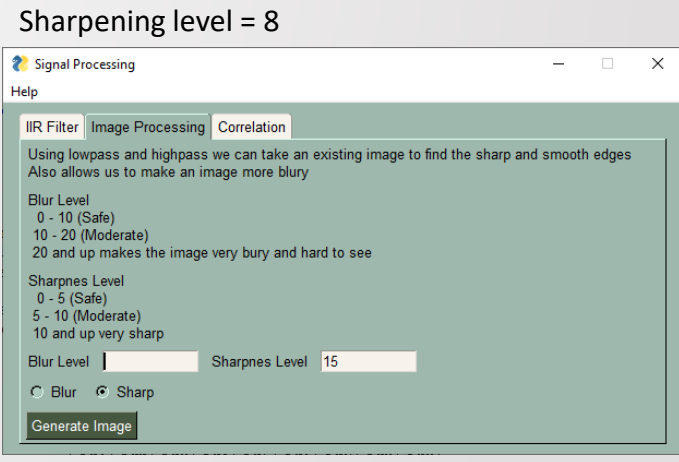 Sharpening level = 8
Signal Processing
Help
IIR Filter Image Processing Correlation
Using lowpass and highpass we can take an existing image to find the sharp and smooth edges
Also allows us to make an image more blury
Blur Level
0 - 10 (Safe)
10 - 20 (Moderate)
20 and up makes the image very bury and hard to see
Sharpnes Level
0 - 5 (Safe)
5 - 10 (Moderate)
10 and up very sharp
Blur Level Sharpnes Level 15
Blur Sharp
Generate Image